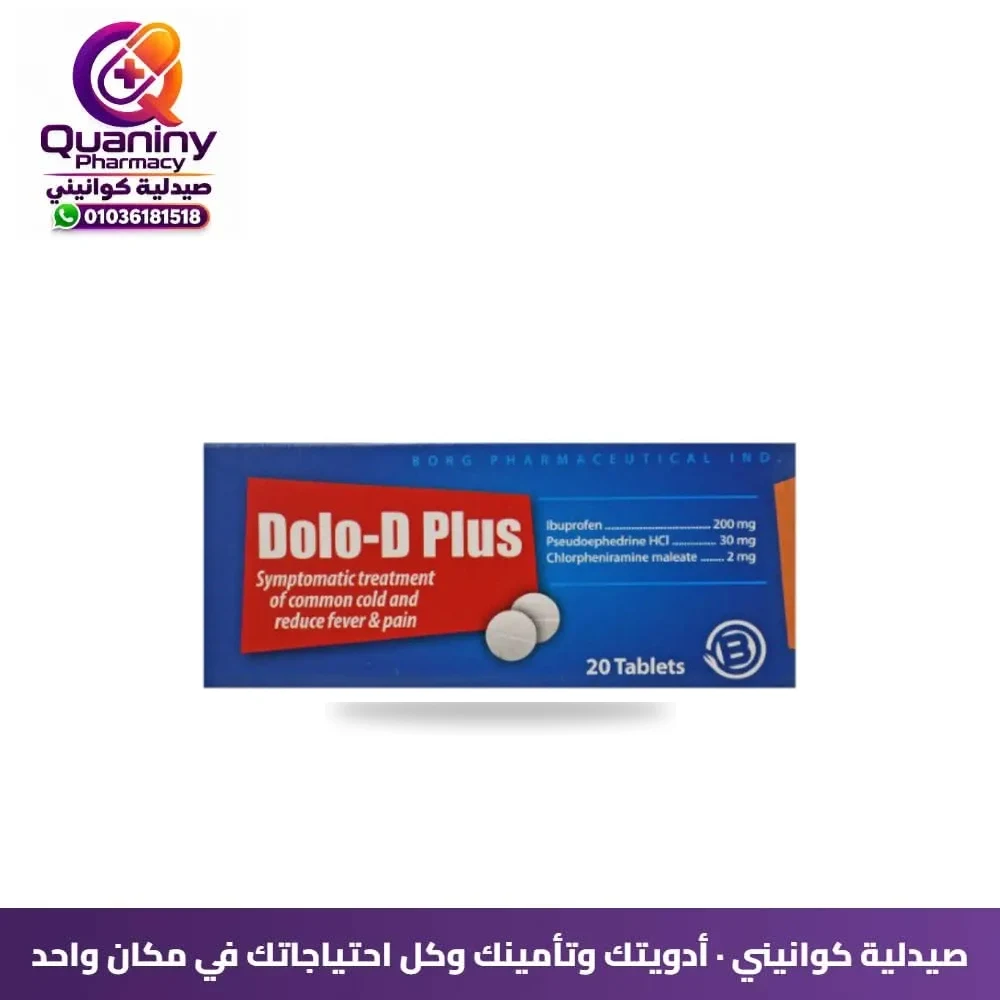 Quaniny
Pharmacy
صيدلية كوانيني
01036181518
BORG PHARMACEUTICAL IND.
Dolo-D Plus
Symptomatic treatment
of common cold and
reduce fever & pain
Ibuprofen ........................ 200 mg
Pseudoephedrine HCl ........... 30 mg
Chlorpheniramine maleate ....... 2 mg
20 Tablets
B
صيدلية كوانيني · أدويتك وتأمينك وكل احتياجاتك في مكان واحد